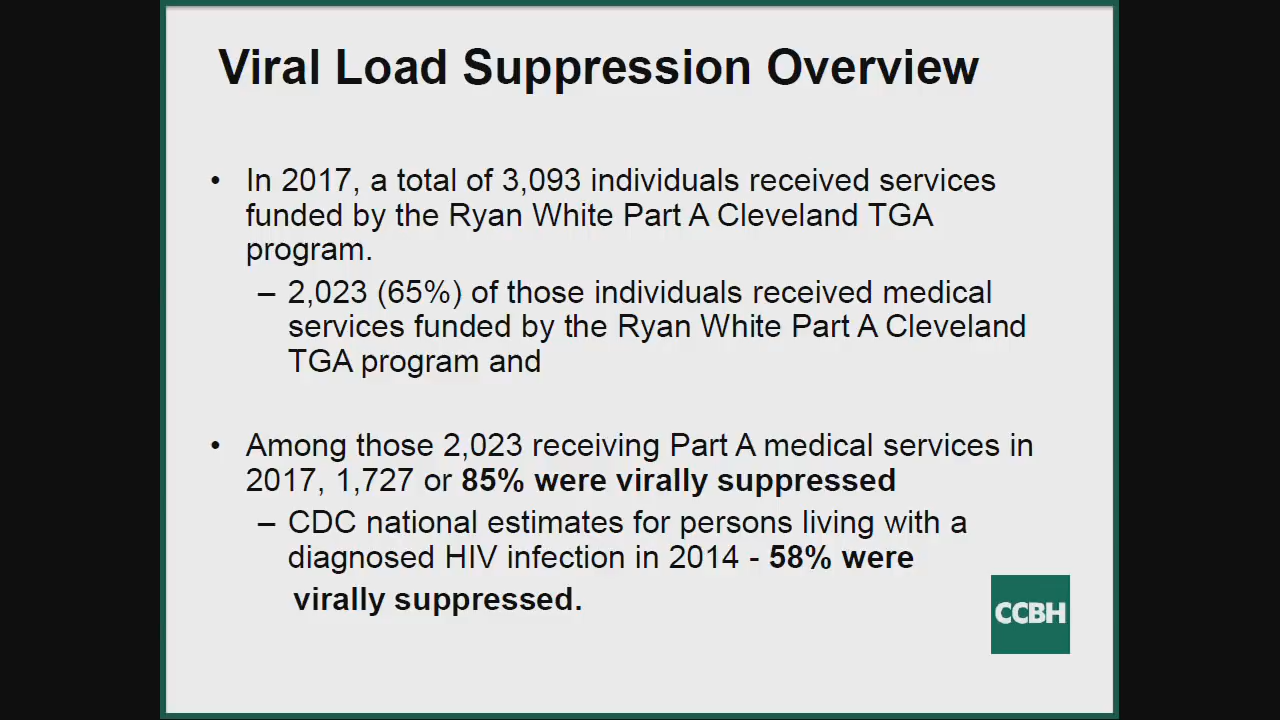 Viral Load Suppression Overview
• In 2017, a total of 3,093 individuals received services
funded by the Ryan White Part A Cleveland TGA
program.
– 2,023 (65%) of those individuals received medical
services funded by the Ryan White Part A Cleveland
TGA program and
• Among those 2,023 receiving Part A medical services in
2017, 1,727 or 85% were virally suppressed
– CDC national estimates for persons living with a
diagnosed HIV infection in 2014 - 58% were
virally suppressed.
CCBH